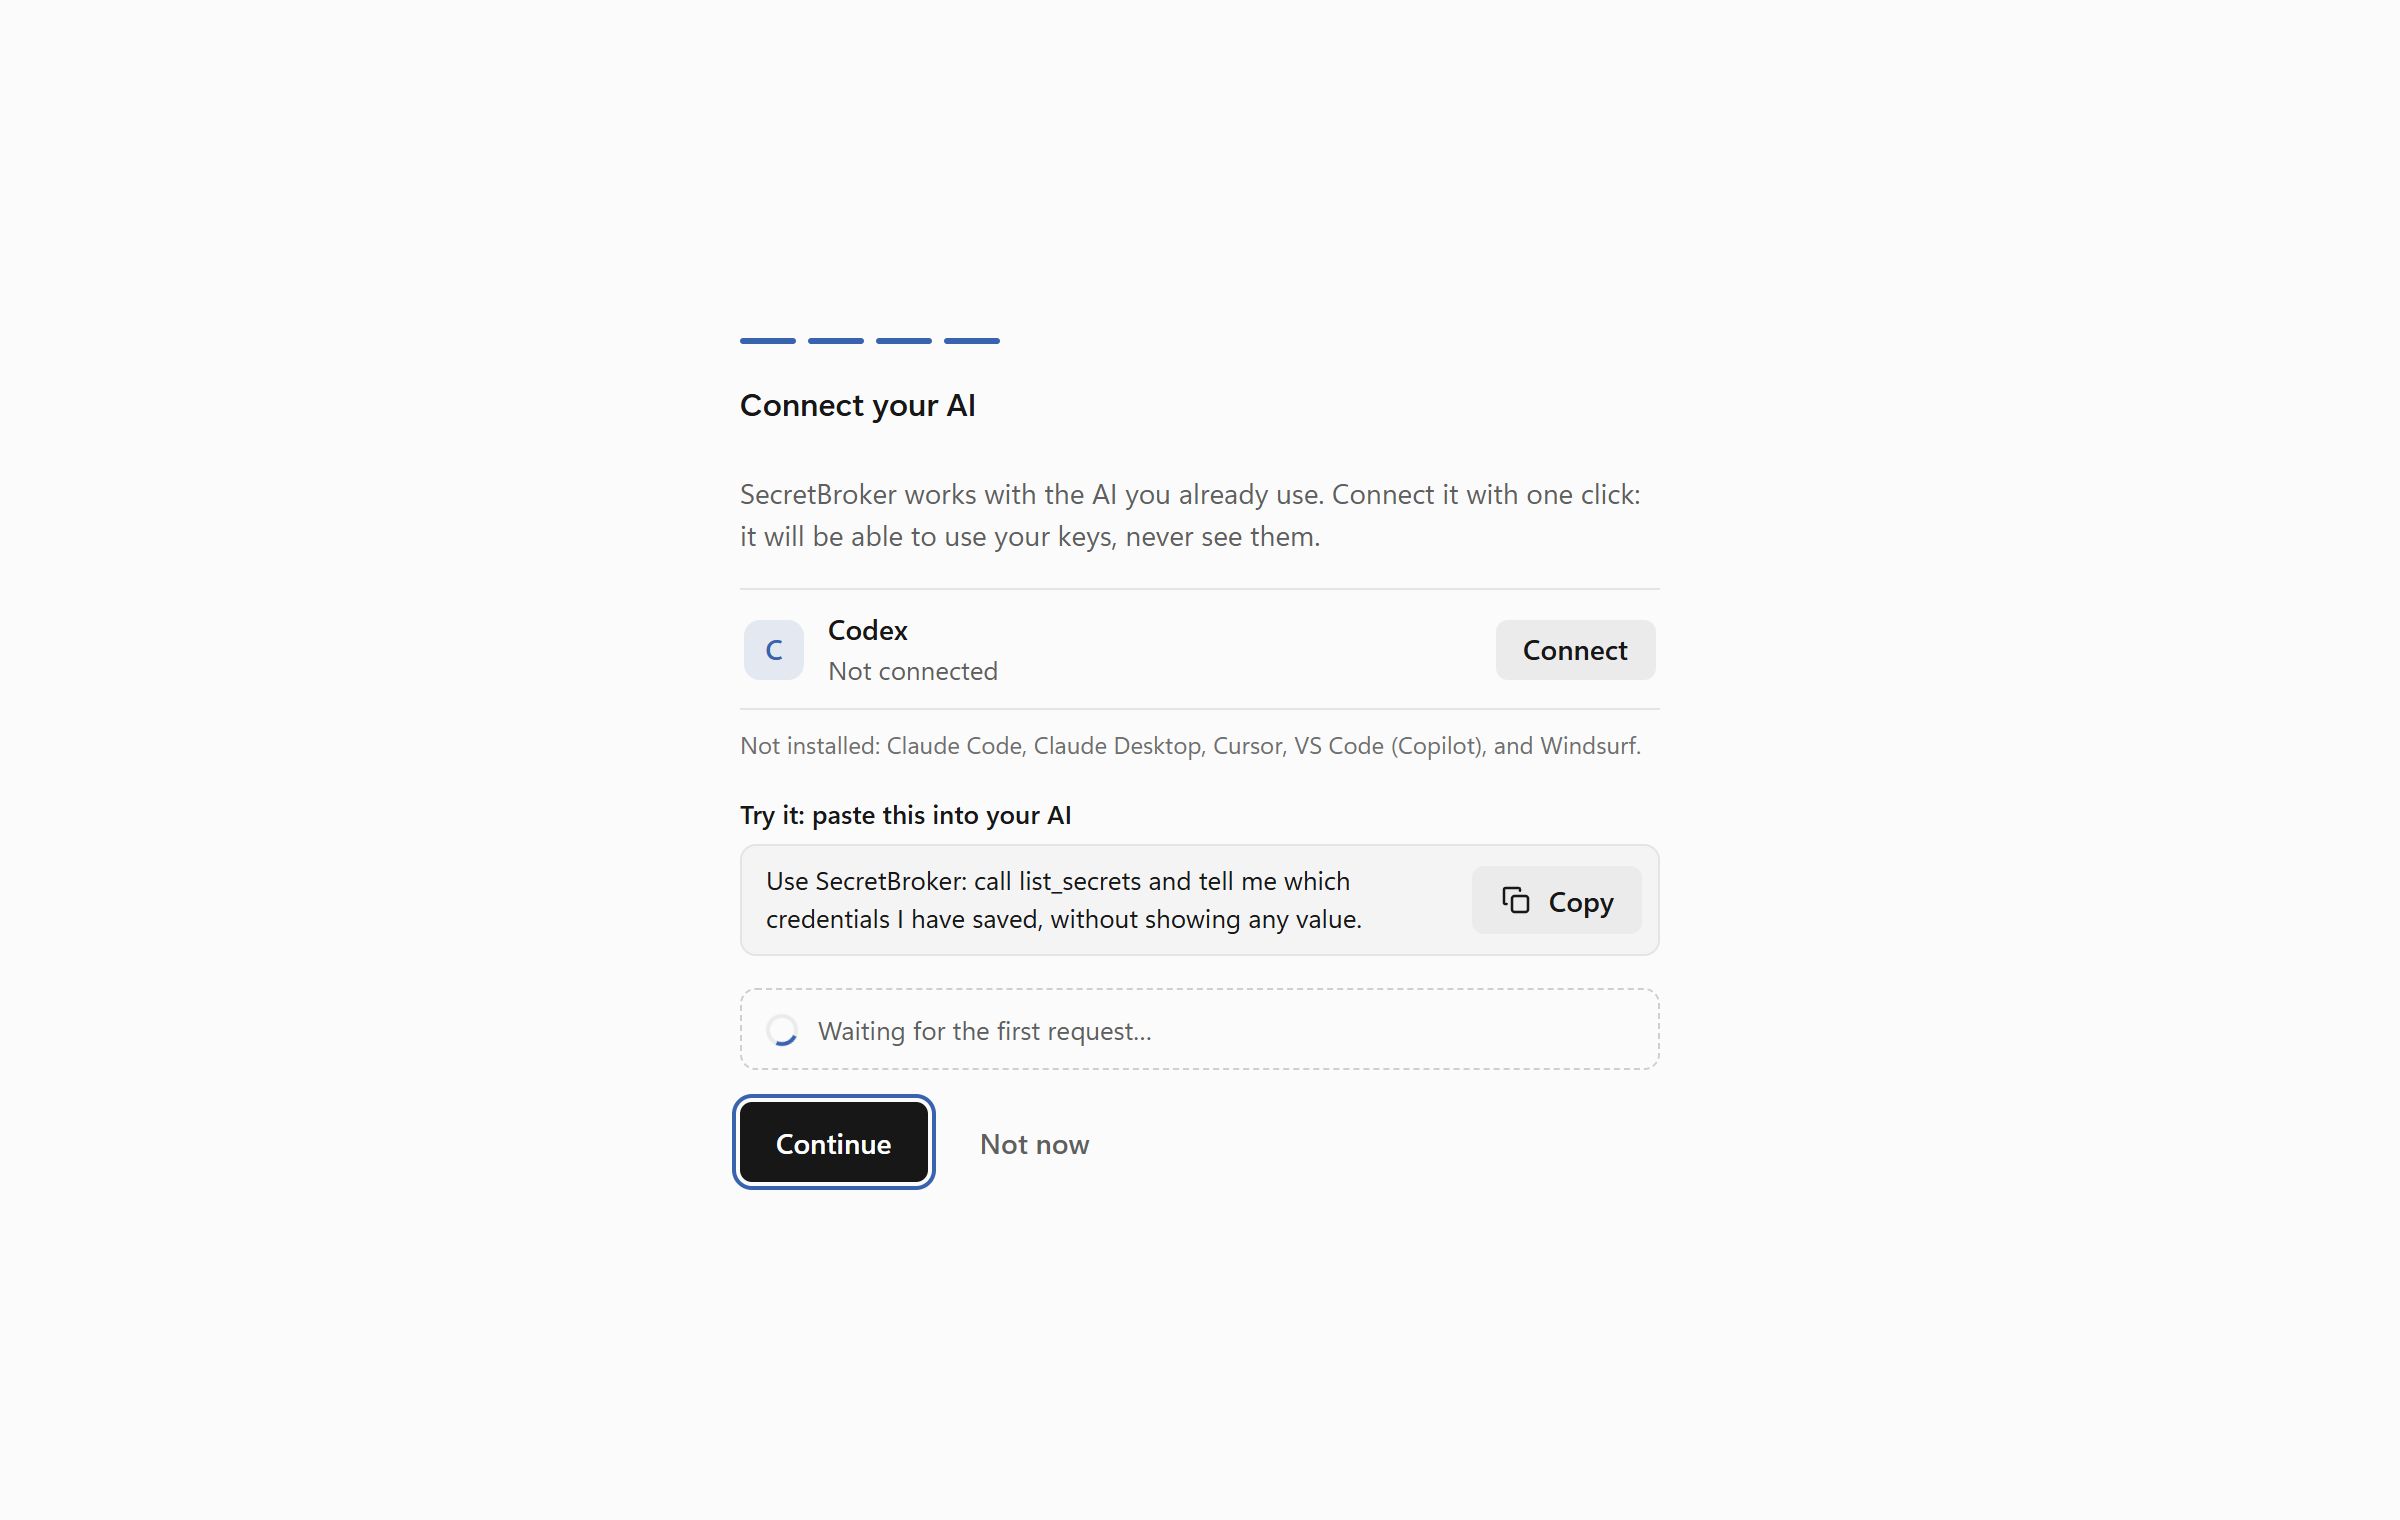 Connect your AI
SecretBroker works with the AI you already use. Connect it with one click:
it will be able to use your keys, never see them.
C
Codex
Not connected
Connect
Not installed: Claude Code, Claude Desktop, Cursor, VS Code (Copilot), and Windsurf.
Try it: paste this into your AI
Use SecretBroker: call list_secrets and tell me which
credentials I have saved, without showing any value.
Copy
Waiting for the first request...
Continue
Not now